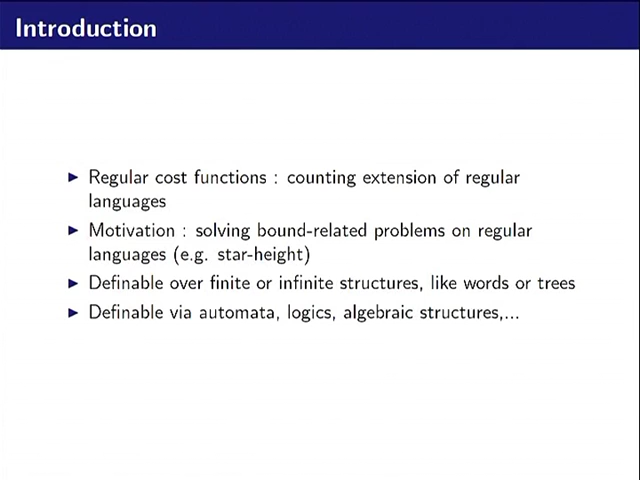 Introduction
Regular cost functions : counting extension of regular
languages
Motivation : solving bound-related problems on regular
languages (e.g. star-height)
Definable over finite or infinite structures, like words or trees
Definable via automata, logics, algebraic structures,...